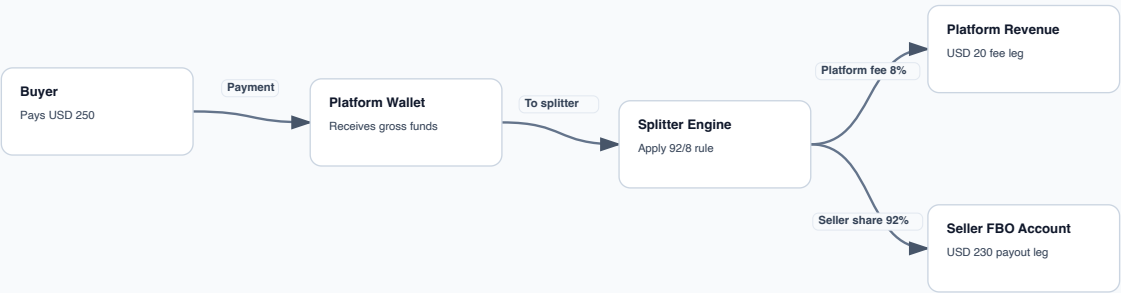 Buyer
Pays USD 250
Payment
Platform Wallet
Receives gross funds
To splitter
Splitter Engine
Apply 92/8 rule
Platform fee 8%
Platform Revenue
USD 20 fee leg
Seller share 92%
Seller FBO Account
USD 230 payout leg